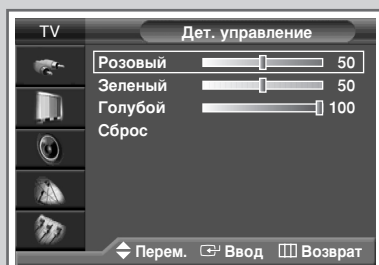 TV
Дет. управление
Розовый 50
Зеленый 50
Голубой 100
Сброс
Перем. Ввод Возврат